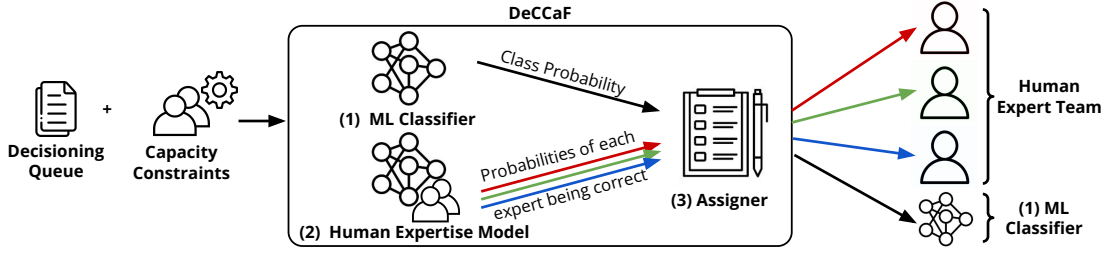 DeCCaF
Decisioning
Queue
+
Capacity
Constraints
(1) ML Classifier
Class Probability
(2) Human Expertise Model
Probabilities of each
expert being correct
(3) Assigner
Human
Expert Team
(1) ML
Classifier